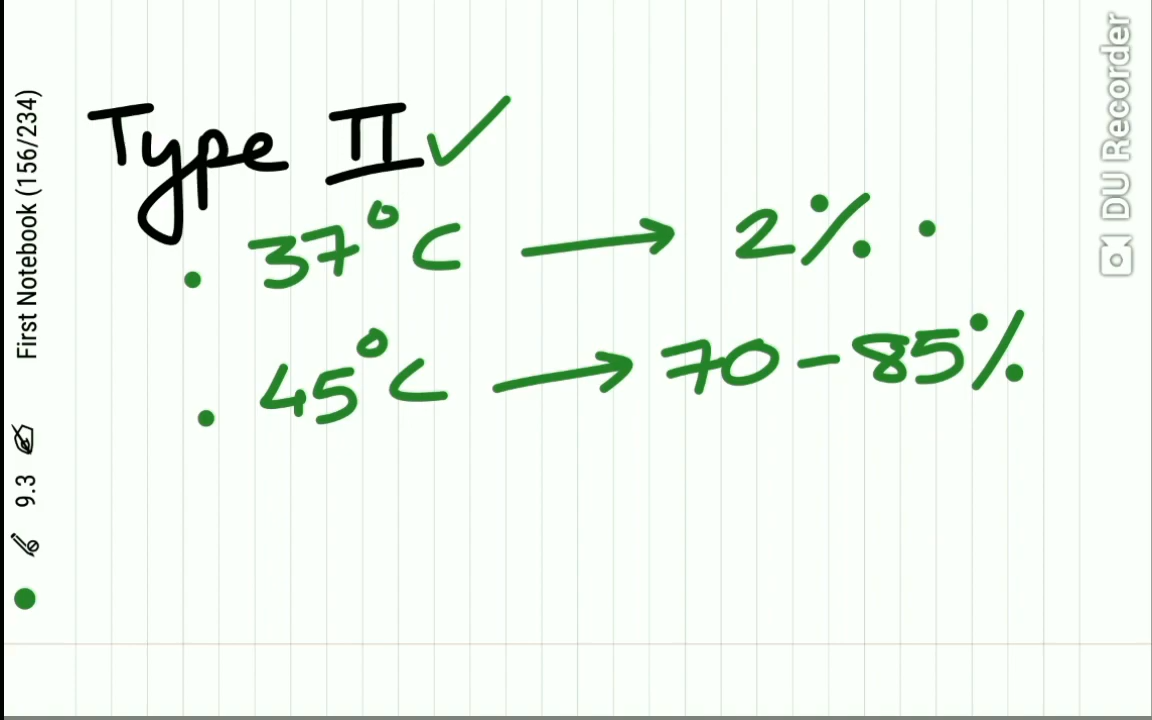 Type II ✓
. 37°C → 2% .
. 45°C → 70-85%
First Notebook (156/234)
9.3
DU Recorder